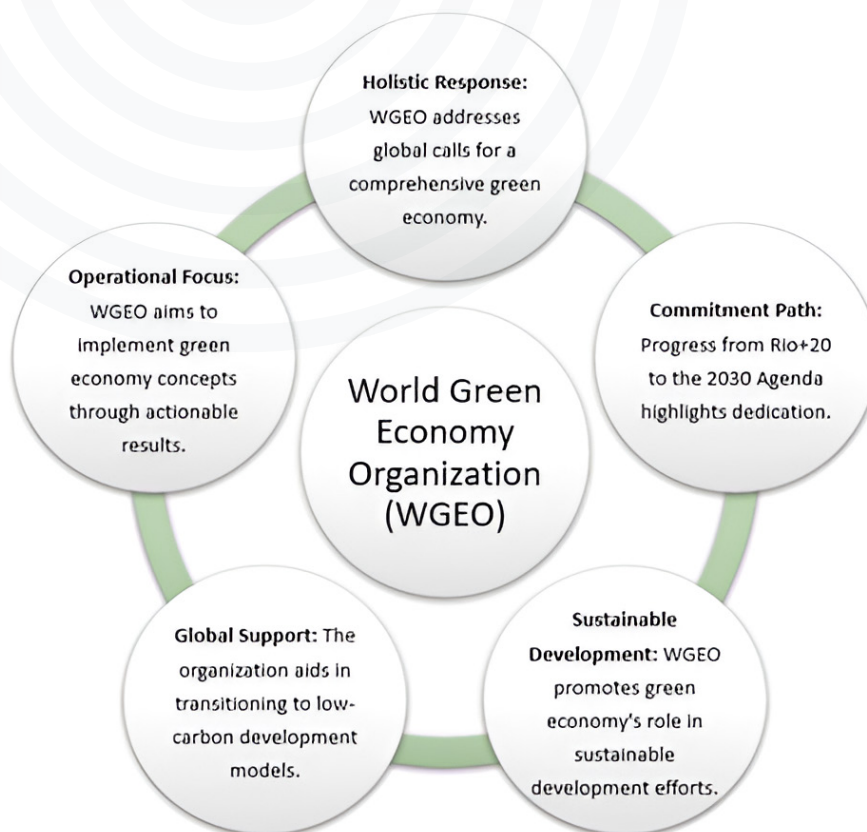 Holistic Response:
WGEO addresses
global calls for a
comprehensive green
economy.
Commitment Path:
Progress from Rio+20
to the 2030 Agenda
highlights dedication.
Sustainable
Development: WGEO
promotes green
economy's role in
sustainable
development efforts.
Global Support: The
organization aids in
transitioning to low-
carbon development
models.
Operational Focus:
WGEO aims to
implement green
economy concepts
through actionable
results.
World Green
Economy
Organization
(WGEO)